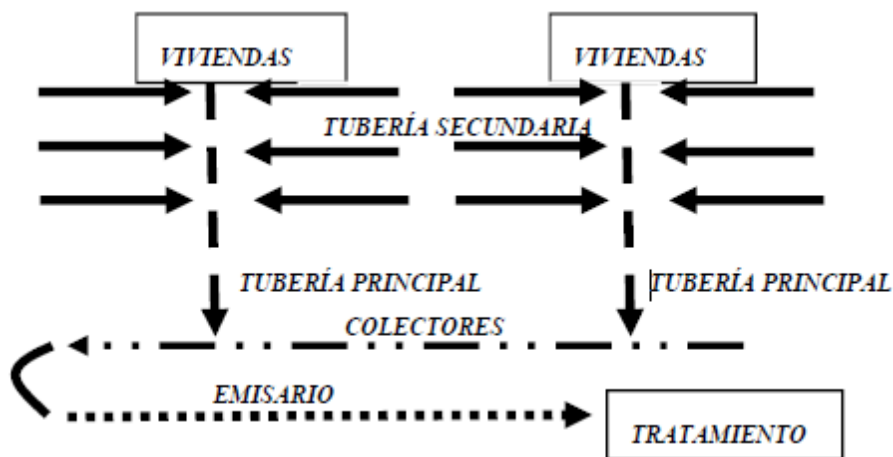 VIVIENDAS
VIVIENDAS
TUBERÍA SECUNDARIA
TUBERÍA PRINCIPAL
TUBERÍA PRINCIPAL
COLECTORES
EMISARIO
TRATAMIENTO